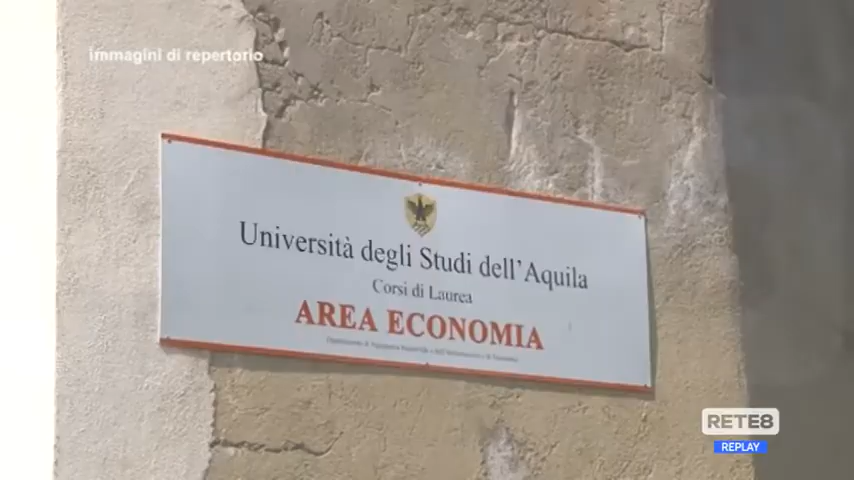 immagini di repertorio
Università degli Studi dell'Aquila
Corsi di Laurea
AREA ECONOMIA
RETE8
REPLAY